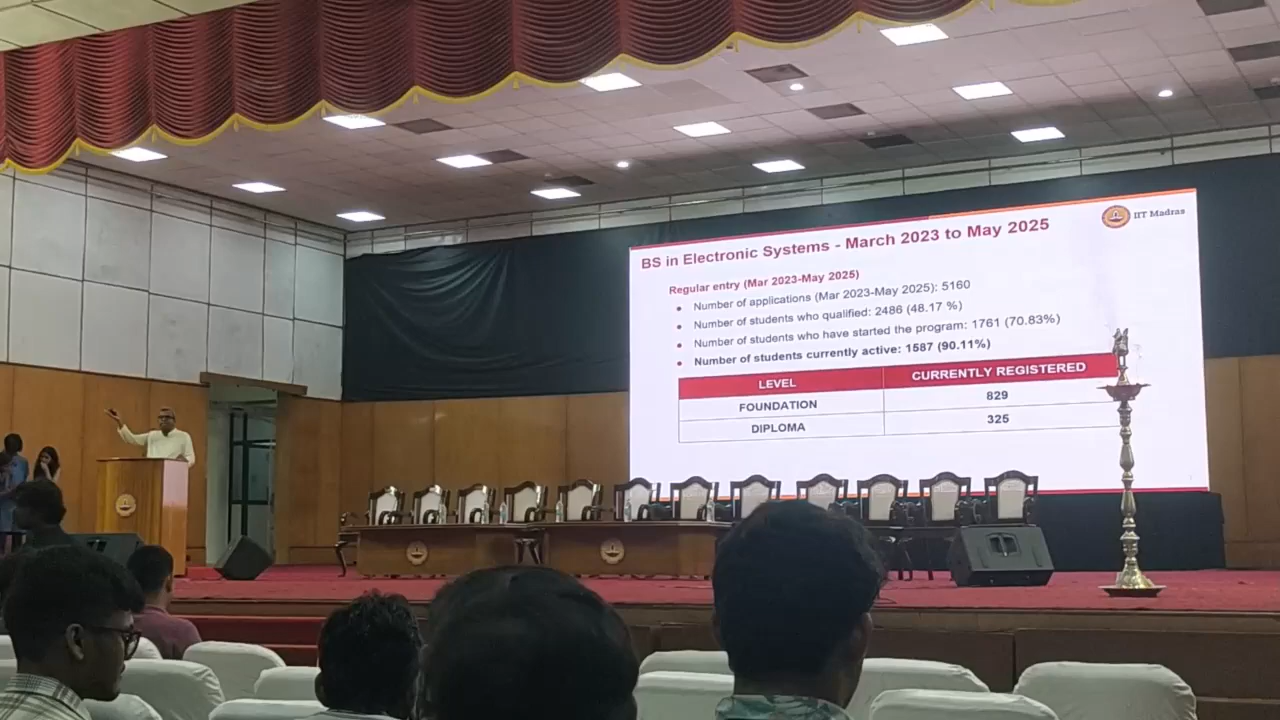 IIT Madras
BS in Electronic Systems - March 2023 to May 2025
Regular entry (Mar 2023-May 2025)
• Number of applications (Mar 2023-May 2025): 5160
• Number of students who qualified: 2486 (48.17 %)
• Number of students who have started the program: 1761 (70.83%)
• Number of students currently active: 1587 (90.11%)
LEVEL CURRENTLY REGISTERED
FOUNDATION 829
DIPLOMA 325